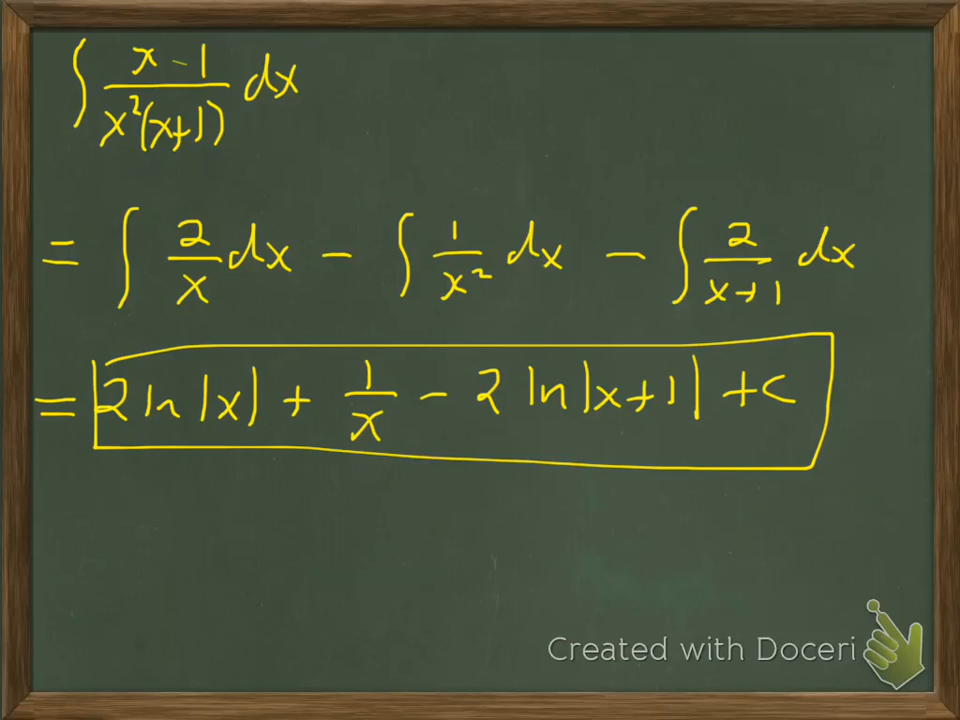 ∫ (x - 1)/(x²(x+1)) dx
= ∫ 2/x dx - ∫ 1/x² dx - ∫ 2/(x+1) dx
= 2 ln|x| + 1/x - 2 ln|x+1| + c
Created with Doceri